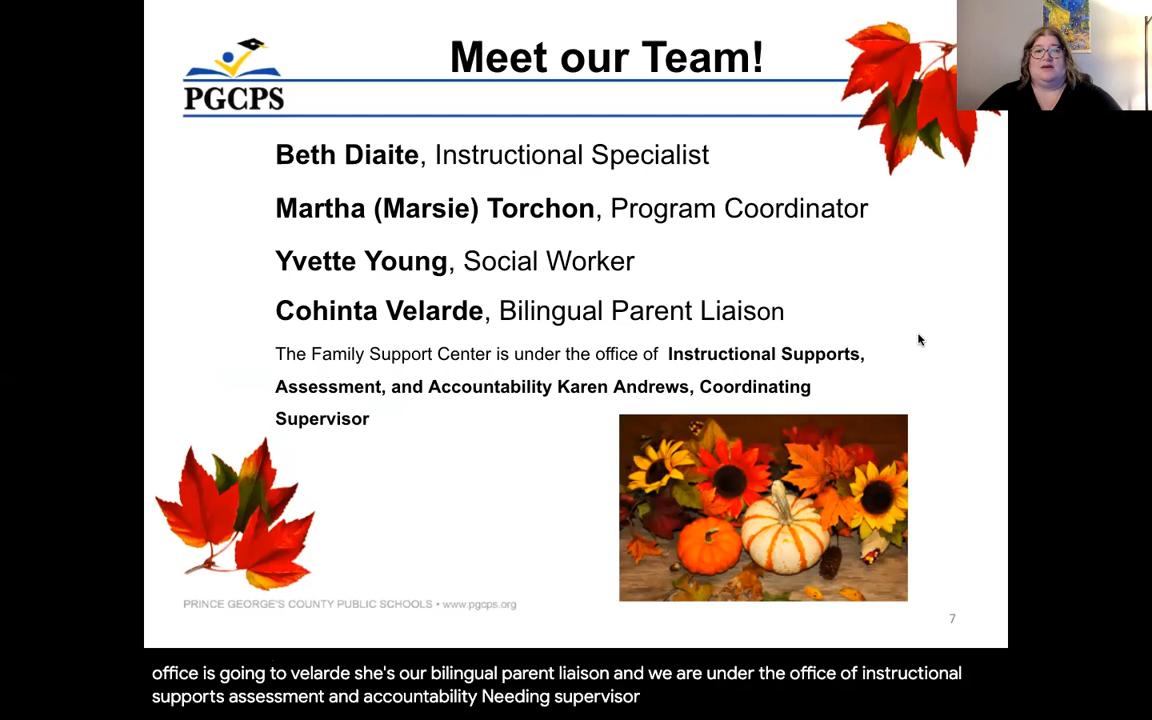 Meet our Team!
PGCPS
Beth Diaite, Instructional Specialist
Martha (Marsie) Torchon, Program Coordinator
Yvette Young, Social Worker
Cohinta Velarde, Bilingual Parent Liaison
The Family Support Center is under the office of Instructional Supports,
Assessment, and Accountability Karen Andrews, Coordinating
Supervisor
PRINCE GEORGE'S COUNTY PUBLIC SCHOOLS • www.pgcps.org
7
office is going to velarde she's our bilingual parent liaison and we are under the office of instructional
supports assessment and accountability Needing supervisor